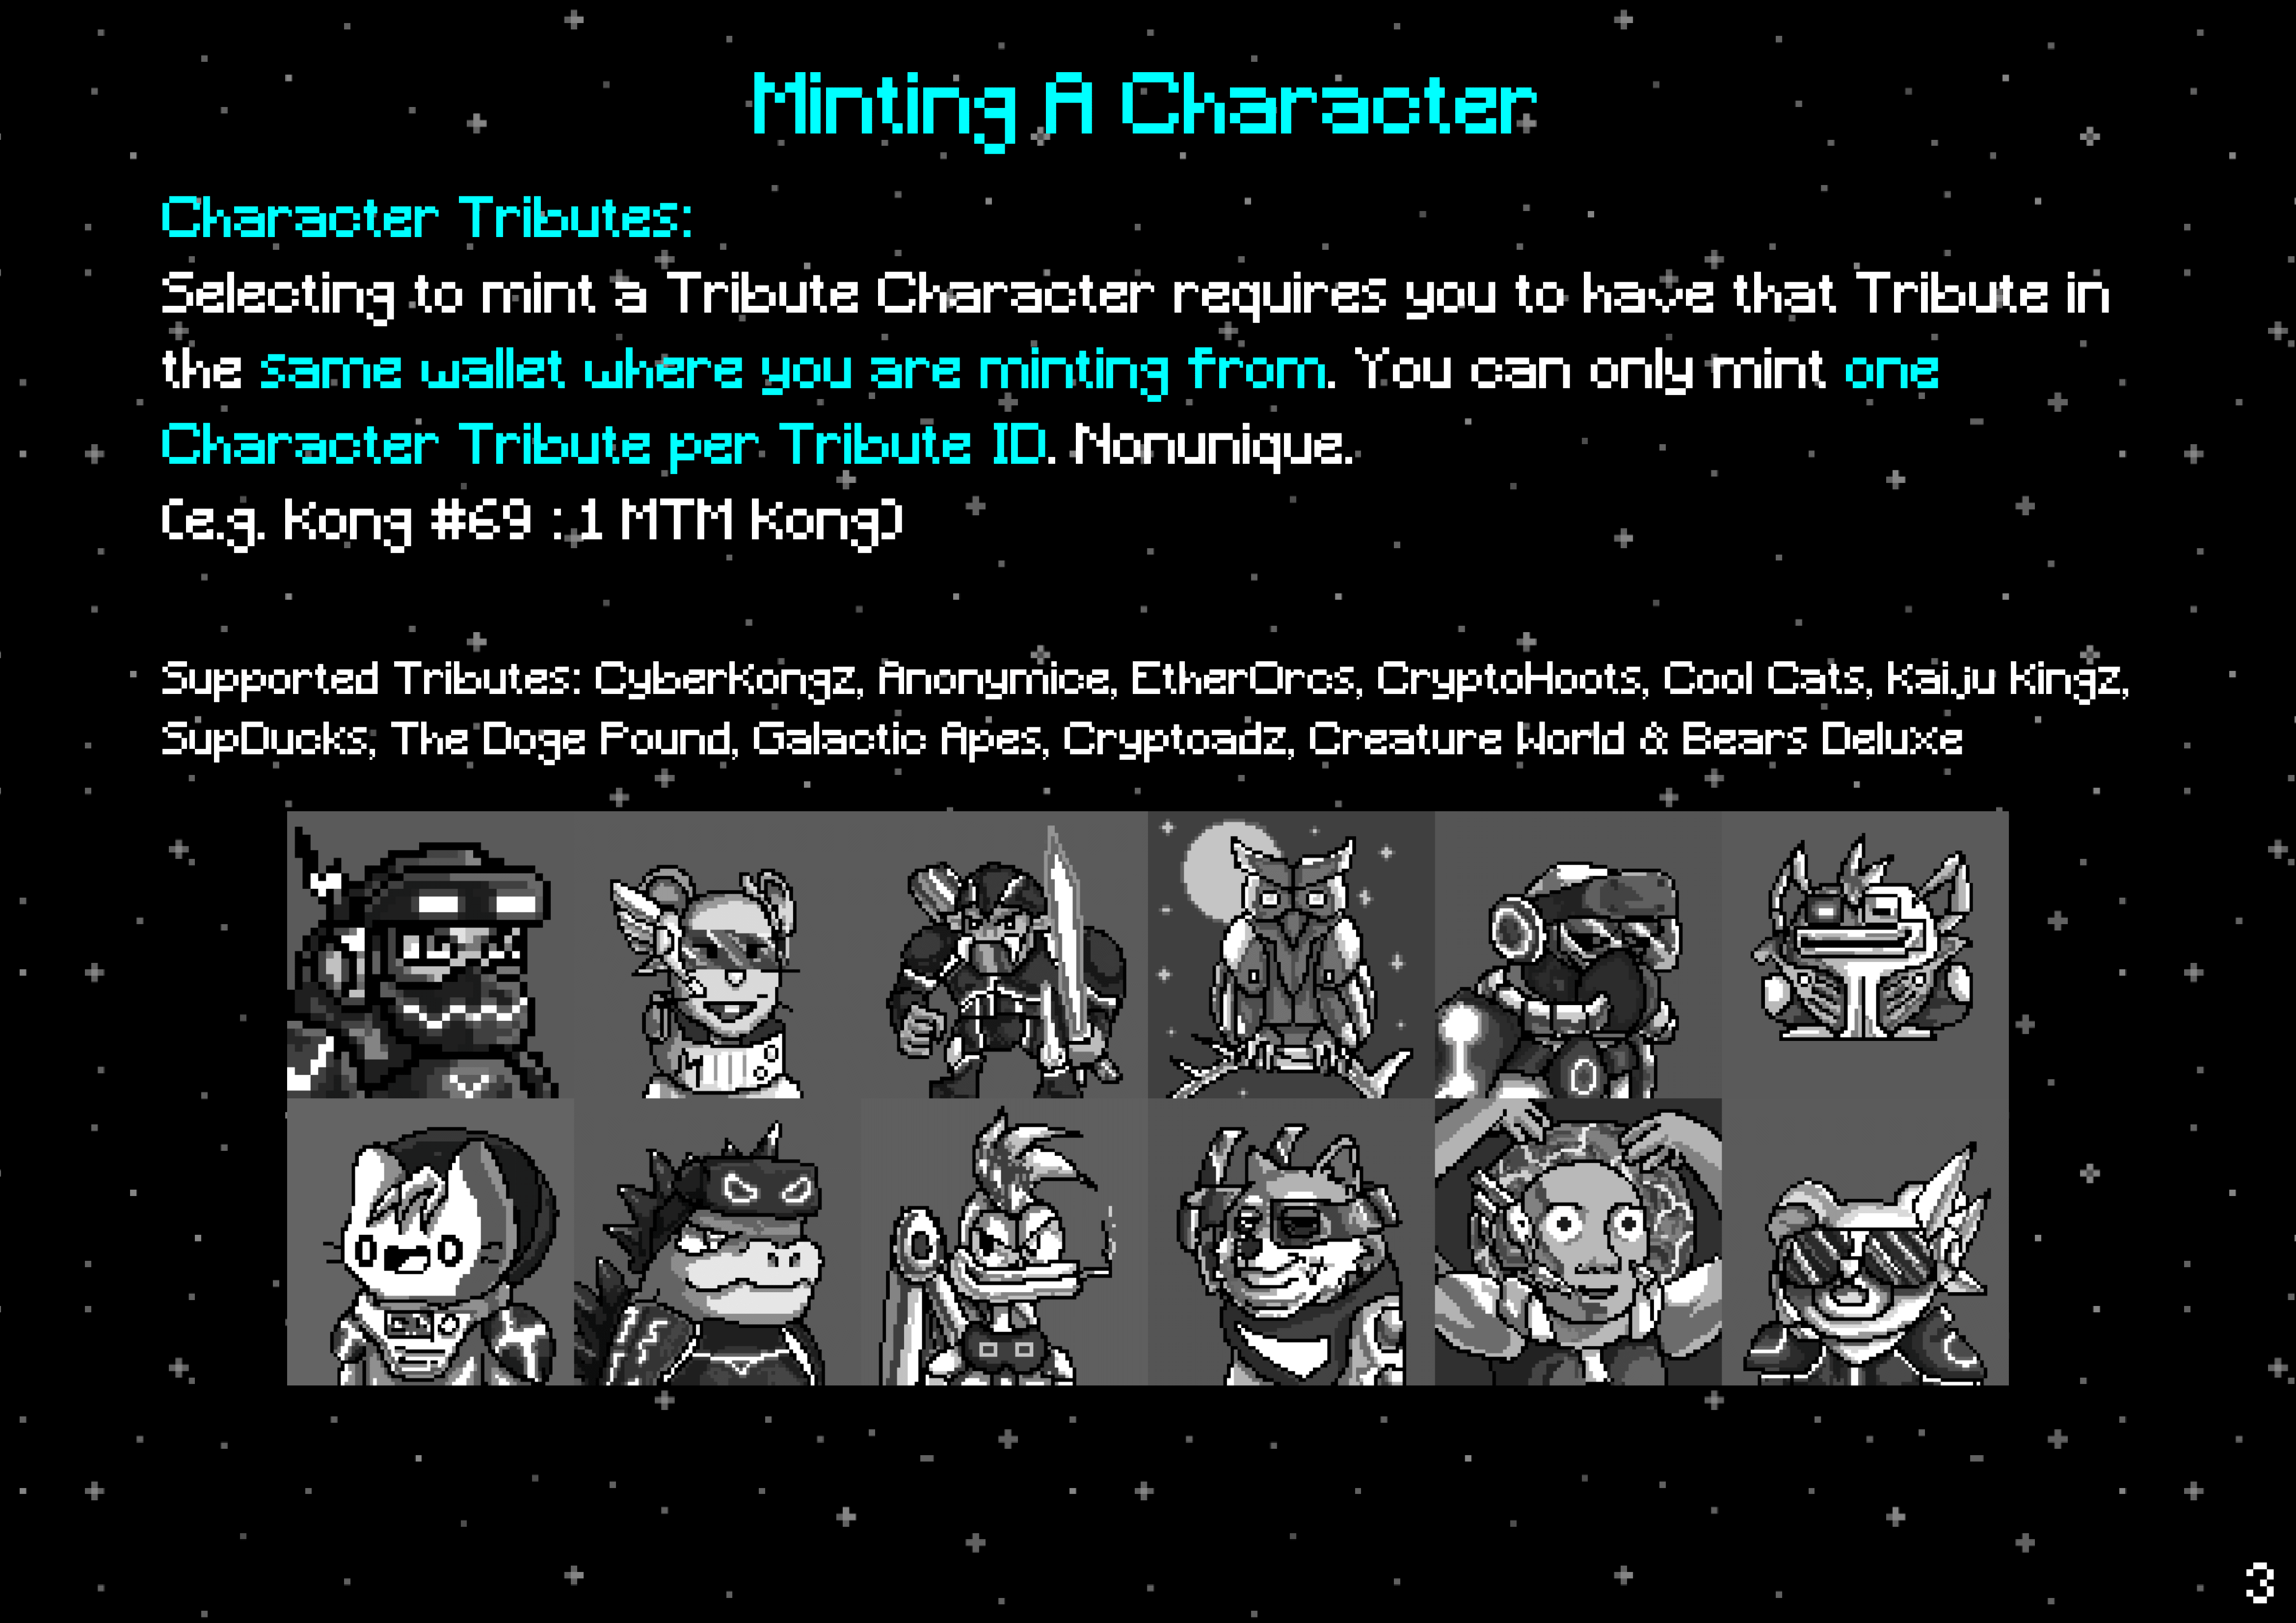 Minting A Character
Character Tributes:
Selecting to mint a Tribute Character requires you to have that Tribute in
the same wallet where you are minting from. You can only mint one
Character Tribute per Tribute ID. Nonunique.
(e.g. Kong #69 : 1 MTM Kong)
Supported Tributes: CyberKongz, Anonymice, EtherOrcs, CryptoHoots, Cool Cats, Kaiju Kingz,
SupDucks, The Doge Pound, Galactic Apes, Cryptoadz, Creature World & Bears Deluxe
3